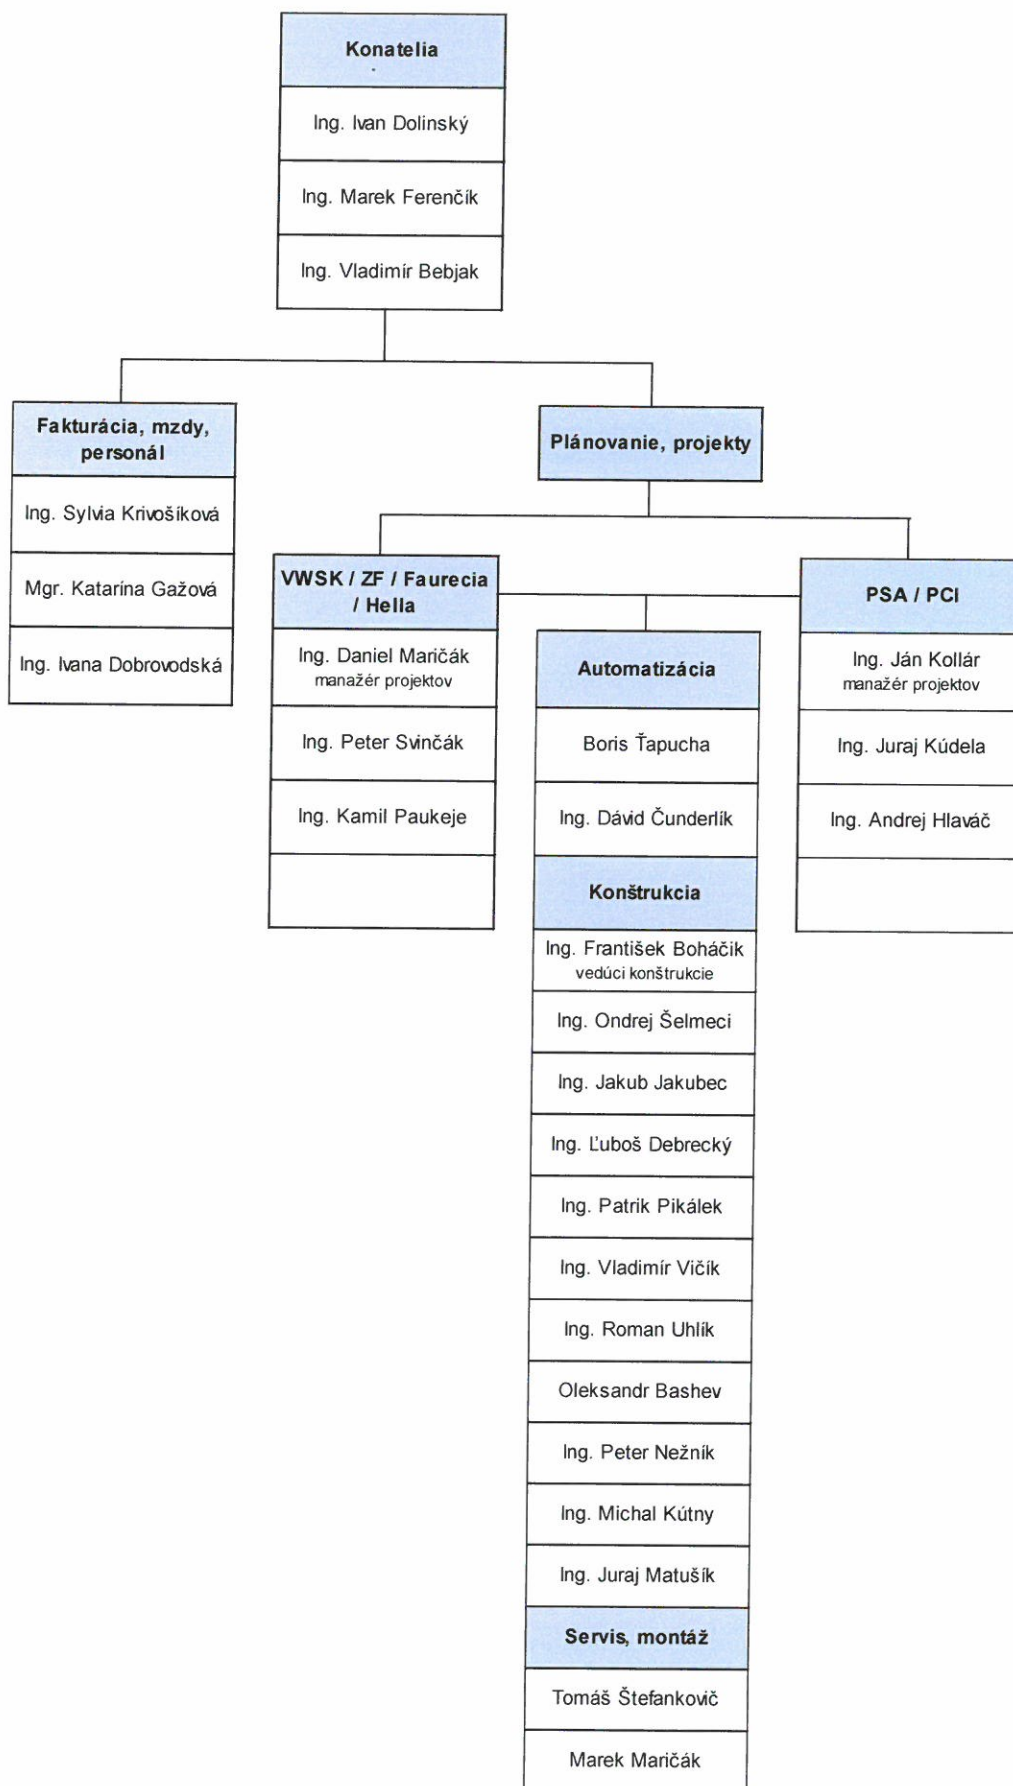 Konatelia
Ing. Ivan Dolinský
Ing. Marek Ferenčík
Ing. Vladimír Bebjak
Fakturácia, mzdy,
personál
Ing. Sylvia Krivošíková
Mgr. Katarína Gažová
Ing. Ivana Dobrovodská
Plánovanie, projekty
VWSK / ZF / Faurecia
/ Hella
Ing. Daniel Maričák
manažér projektov
Ing. Peter Svinčák
Ing. Kamil Paukeje
PSA / PCI
Ing. Ján Kollár
manažér projektov
Ing. Juraj Kúdela
Ing. Andrej Hlaváč
Automatizácia
Boris Ťapucha
Ing. Dávid Čunderlík
Konštrukcia
Ing. František Boháčik
vedúci konštrukcie
Ing. Ondrej Šelmeci
Ing. Jakub Jakubec
Ing. Ľuboš Debrecký
Ing. Patrik Pikálek
Ing. Vladimír Vičík
Ing. Roman Uhlík
Oleksandr Bashev
Ing. Peter Nežník
Ing. Michal Kútny
Ing. Juraj Matušík
Servis, montáž
Tomáš Štefankovič
Marek Maričák